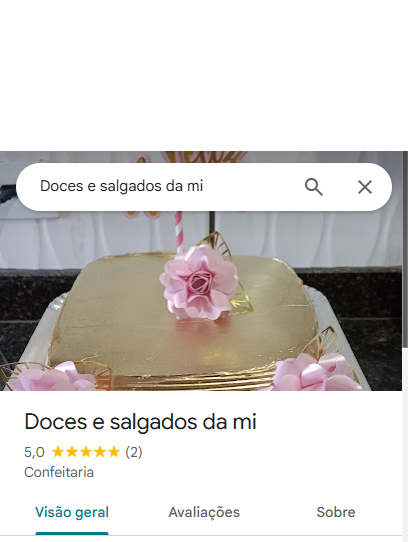 Doces e salgados da mi
Doces e salgados da mi
5,0 (2)
Confeitaria
Visão geral Avaliações Sobre